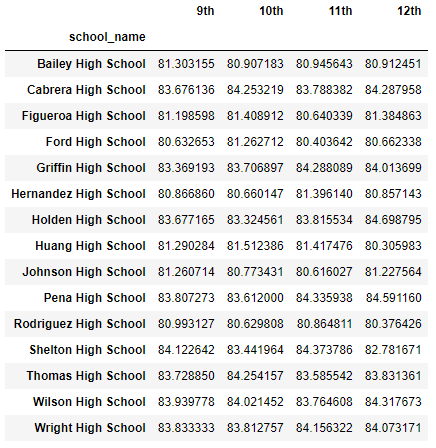 9th 10th 11th 12th
school_name
Bailey High School 81.303155 80.907183 80.945643 80.912451
Cabrera High School 83.676136 84.253219 83.788382 84.287958
Figueroa High School 81.198598 81.408912 80.640339 81.384863
Ford High School 80.632653 81.262712 80.403642 80.662338
Griffin High School 83.369193 83.706897 84.288089 84.013699
Hernandez High School 80.866860 80.660147 81.396140 80.857143
Holden High School 83.677165 83.324561 83.815534 84.698795
Huang High School 81.290284 81.512386 81.417476 80.305983
Johnson High School 81.260714 80.773431 80.616027 81.227564
Pena High School 83.807273 83.612000 84.335938 84.591160
Rodriguez High School 80.993127 80.629808 80.864811 80.376426
Shelton High School 84.122642 83.441964 84.373786 82.781671
Thomas High School 83.728850 84.254157 83.585542 83.831361
Wilson High School 83.939778 84.021452 83.764608 84.317673
Wright High School 83.833333 83.812757 84.156322 84.073171